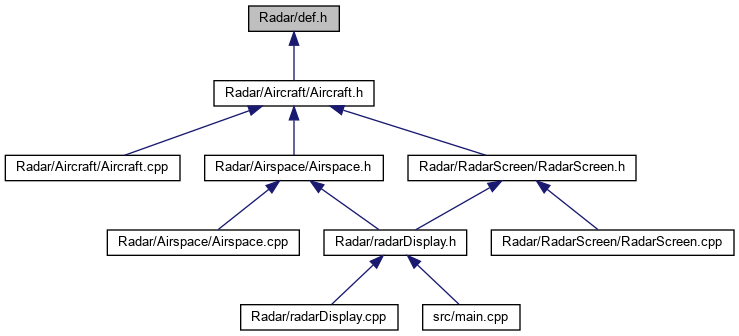 Radar/def.h
Radar/Aircraft/Aircraft.h
Radar/Aircraft/Aircraft.cpp
Radar/Airspace/Airspace.h
Radar/RadarScreen/RadarScreen.h
Radar/Airspace/Airspace.cpp
Radar/radarDisplay.h
Radar/RadarScreen/RadarScreen.cpp
Radar/radarDisplay.cpp
src/main.cpp